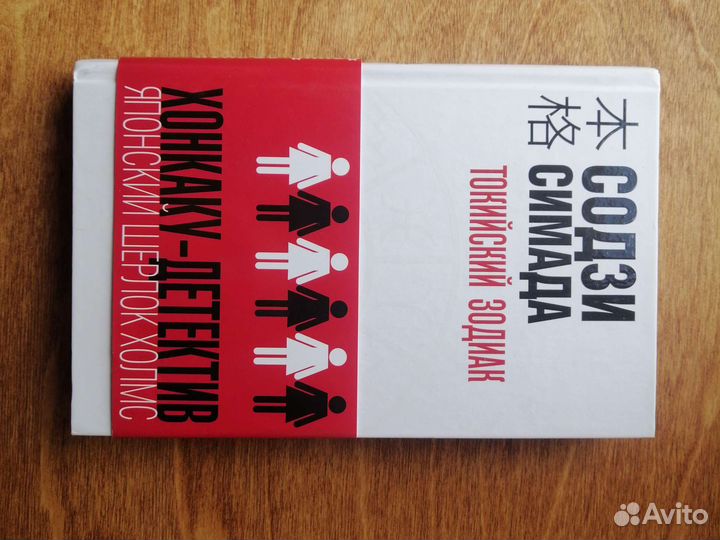 本格
СОДЗИ
СИМАДА
ТОКИЙСКИЙ ЗОДИАК
ХОНКАКУ-ДЕТЕКТИВ
ЯПОНСКИЙ ШЕРЛОК ХОЛМС
Avito